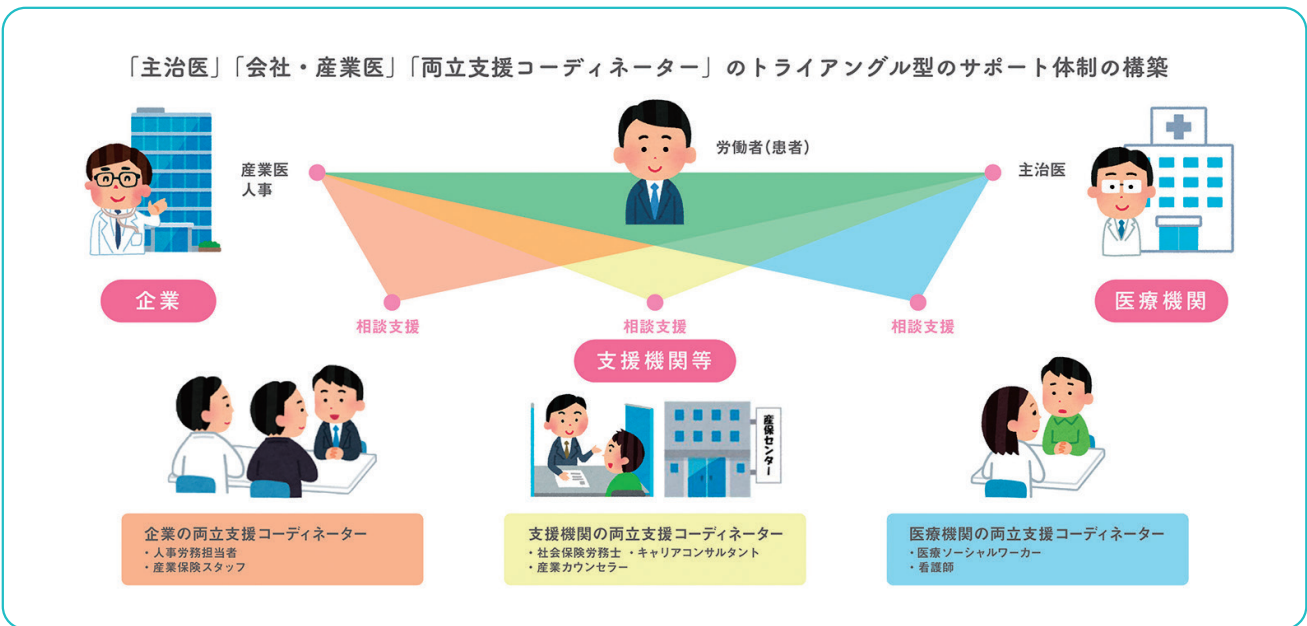 「主治医」「会社・産業医」「両立支援コーディネーター」のトライアングル型のサポート体制の構築
産業医
人事
労働者(患者)
主治医
企業
医療機関
相談支援
相談支援
相談支援
支援機関等
産保センター
企業の両立支援コーディネーター
・人事労務担当者
・産業保険スタッフ
支援機関の両立支援コーディネーター
・社会保険労務士 ・キャリアコンサルタント
・産業カウンセラー
医療機関の両立支援コーディネーター
・医療ソーシャルワーカー
・看護師